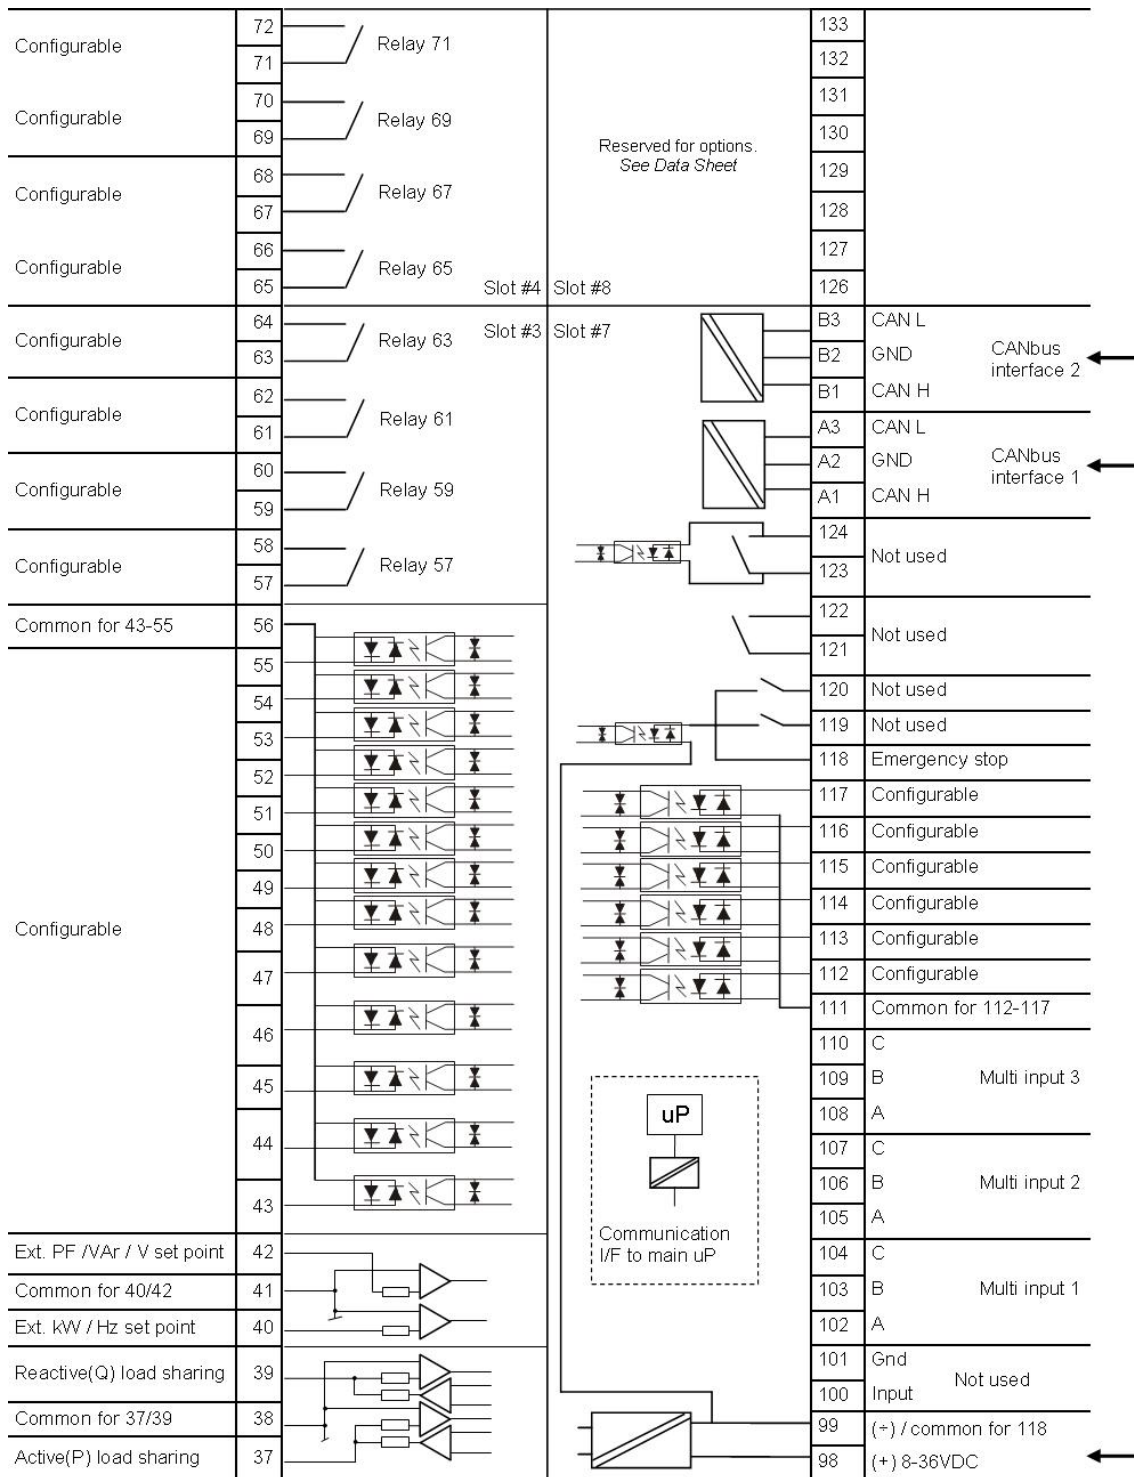 Configurable
72
71
Relay 71
Configurable
70
69
Relay 69
Configurable
68
67
Relay 67
Configurable
66
65
Relay 65
Slot #4
Configurable
64
63
Relay 63
Slot #3
Configurable
62
61
Relay 61
Configurable
60
59
Relay 59
Configurable
58
57
Relay 57
Common for 43-55
56
Configurable
55
54
53
52
51
50
49
48
47
46
45
44
43
Ext. PF /VAr / V set point
42
Common for 40/42
41
Ext. kW / Hz set point
40
Reactive(Q) load sharing
39
Common for 37/39
38
Active(P) load sharing
37
Reserved for options.
See Data Sheet
Slot #8
133
132
131
130
129
128
127
126
Slot #7
B3 CAN L
B2 GND
B1 CAN H
CANbus
interface 2
A3 CAN L
A2 GND
A1 CAN H
CANbus
interface 1
124
123
Not used
122
121
Not used
120 Not used
119 Not used
118 Emergency stop
117 Configurable
116 Configurable
115 Configurable
114 Configurable
113 Configurable
112 Configurable
111 Common for 112-117
110 C
109 B Multi input 3
108 A
107 C
106 B Multi input 2
105 A
104 C
103 B Multi input 1
102 A
101 Gnd
100 Input
Not used
99 (÷) / common for 118
98 (+) 8-36VDC
uP
Communication
I/F to main uP